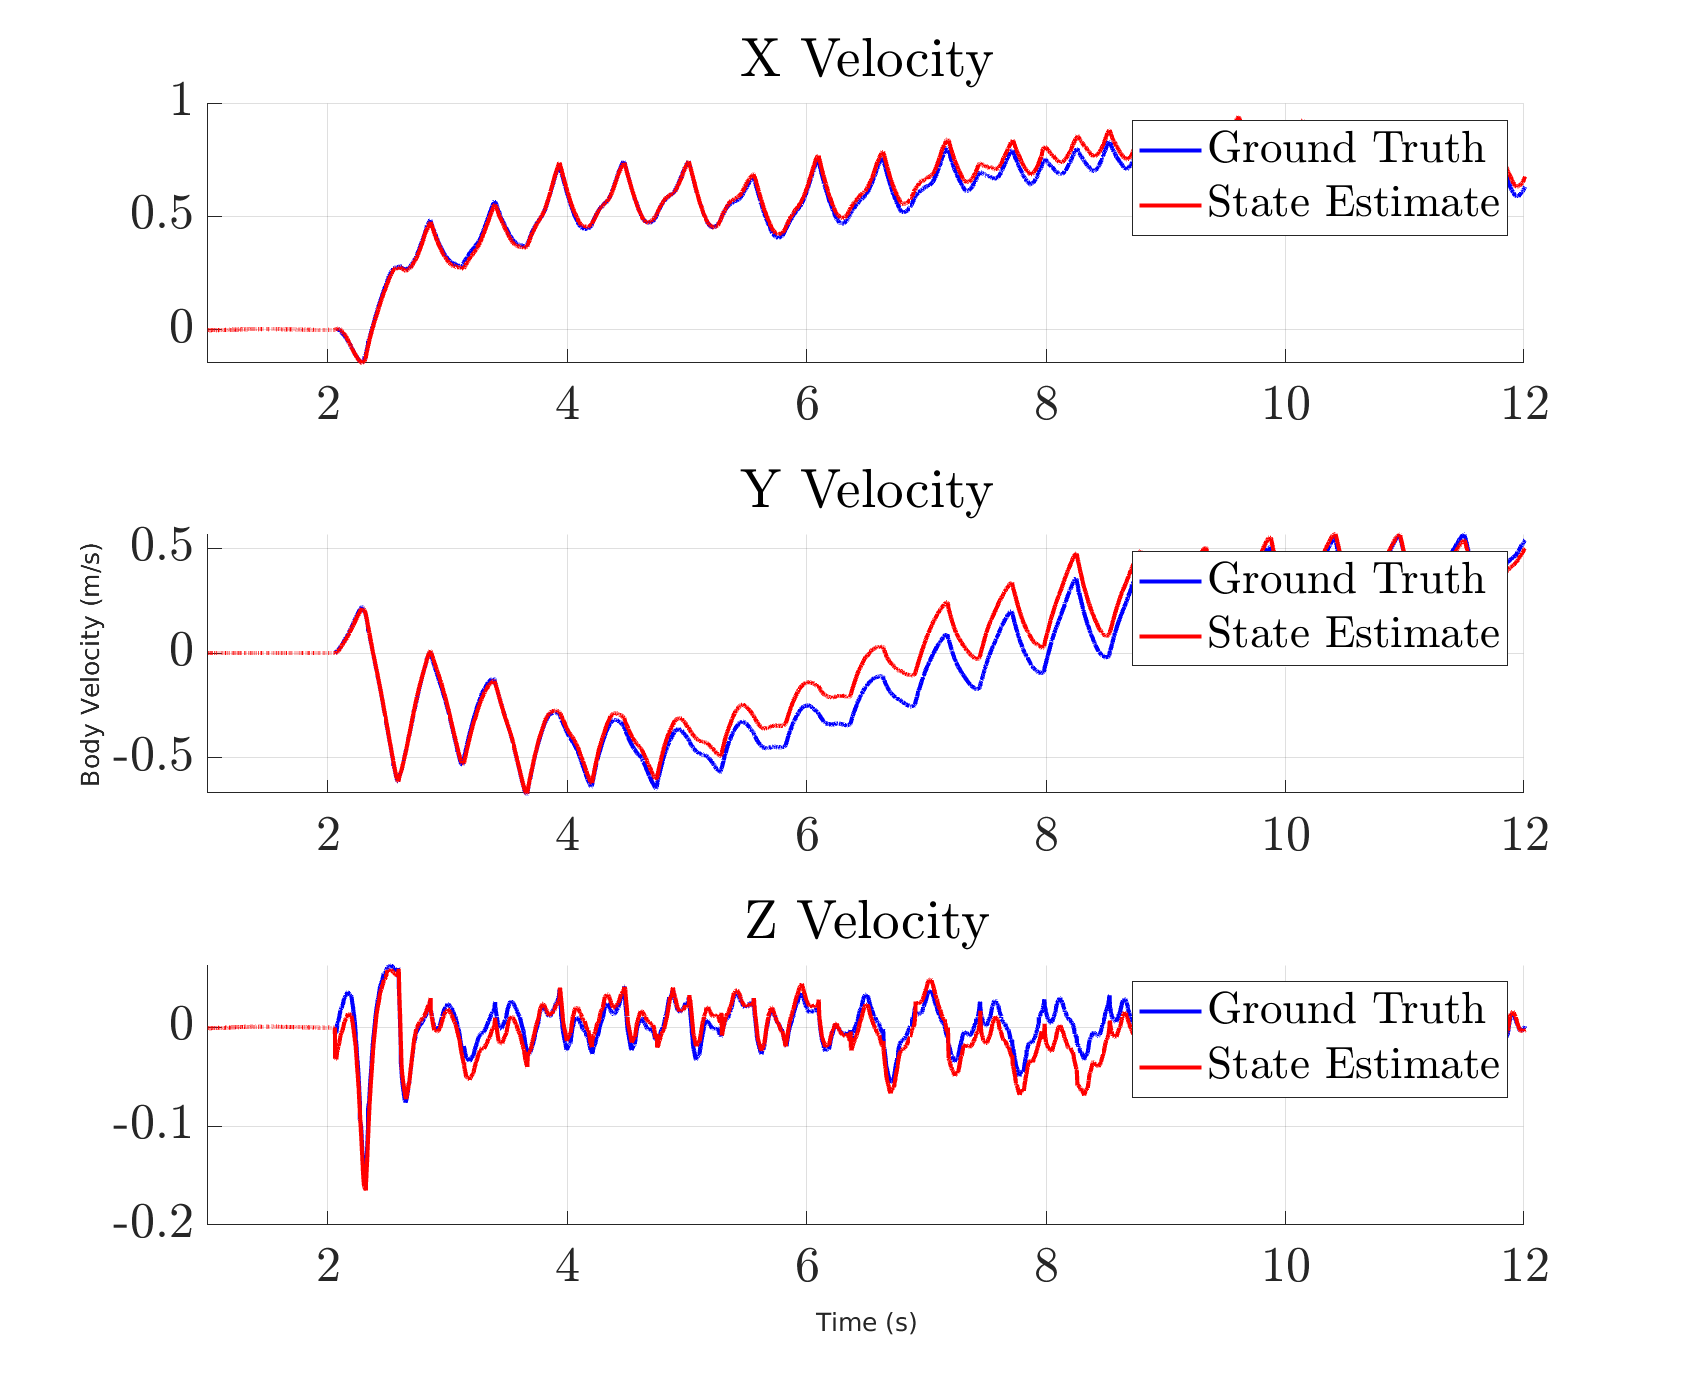 X Velocity
1
0.5
0
Ground Truth
State Estimate
2 4 6 8 10 12
Y Velocity
0.5
0
-0.5
Body Velocity (m/s)
Ground Truth
State Estimate
2 4 6 8 10 12
Z Velocity
0
-0.1
-0.2
Ground Truth
State Estimate
2 4 6 8 10 12
Time (s)